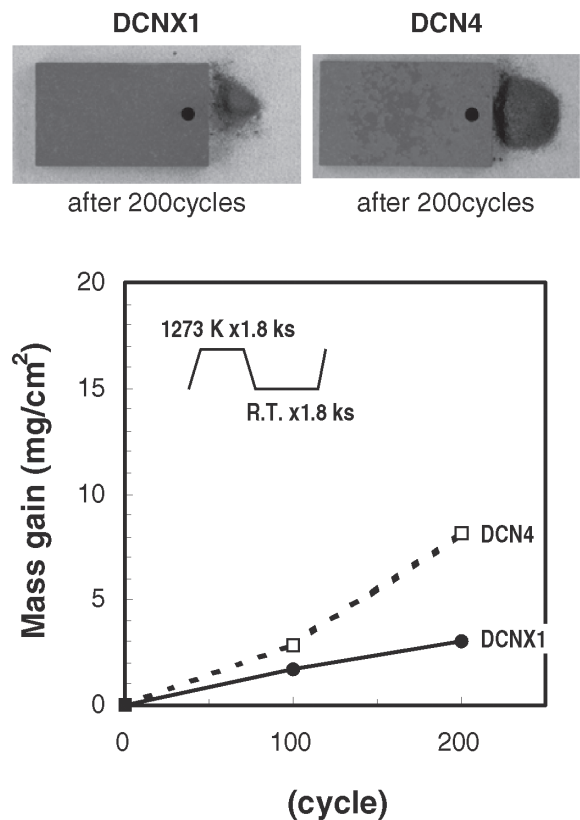 DCNX1 DCN4
after 200cycles after 200cycles
20
1273 K x1.8 ks
15
R.T. x1.8 ks
Mass gain (mg/cm²)
10
DCN4
5
DCNX1
0
0 100 200
(cycle)